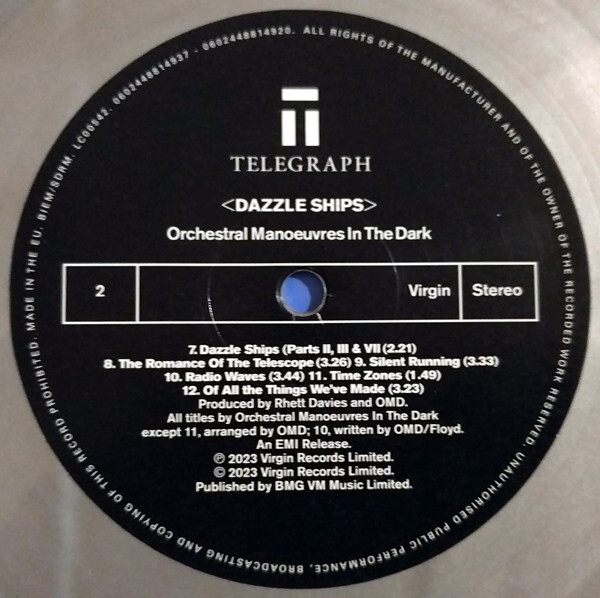 TELEGRAPH
<DAZZLE SHIPS>
Orchestral Manoeuvres In The Dark
2
Virgin
Stereo
7. Dazzle Ships (Parts II, III & VII (2.21)
8. The Romance Of The Telescope (3.26) 9. Silent Running (3.33)
10. Radio Waves (3.44) 11. Time Zones (1.49)
12. Of All the Things We've Made (3.23)
Produced by Rhett Davies and OMD.
All titles by Orchestral Manoeuvres In The Dark
except 11, arranged by OMD; 10, written by OMD/Floyd.
An EMI Release.
℗ 2023 Virgin Records Limited.
© 2023 Virgin Records Limited.
Published by BMG VM Music Limited.
MADE IN THE EU. BIEM/SDRM. LC00542. 0602448814937 - 0602448814920. ALL RIGHTS OF THE MANUFACTURER AND OF THE OWNER OF THE RECORDED WORK RESERVED. UNAUTHORISED PUBLIC PERFORMANCE, BROADCASTING AND COPYING OF THIS RECORD PROHIBITED.